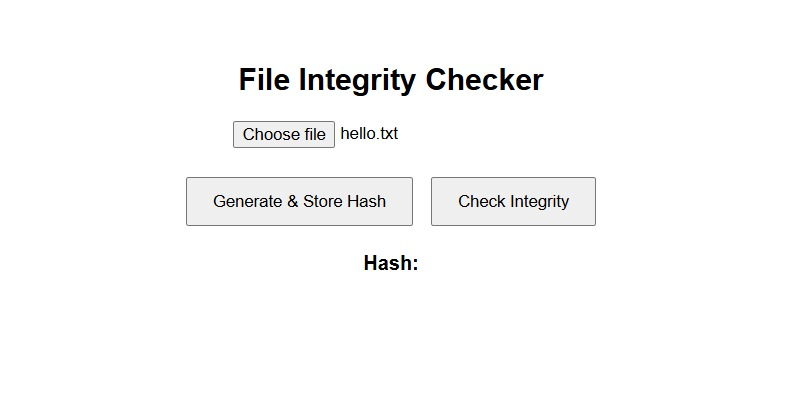 File Integrity Checker
Choose file hello.txt
Generate & Store Hash Check Integrity
Hash: